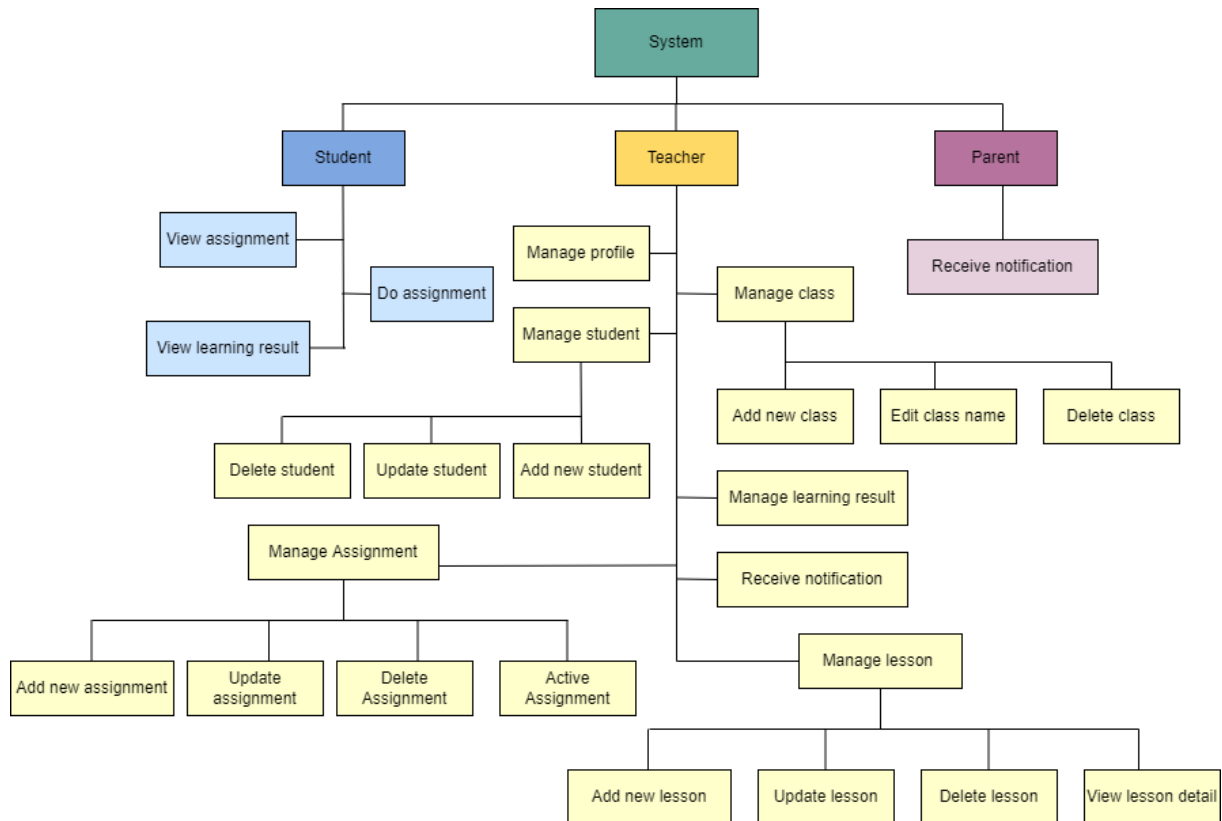 System
Student
Teacher
Parent
View assignment
Manage profile
Receive notification
Do assignment
Manage class
View learning result
Manage student
Add new class
Edit class name
Delete class
Delete student
Update student
Add new student
Manage learning result
Manage Assignment
Receive notification
Manage lesson
Add new assignment
Update
assignment
Delete
Assignment
Active
Assignment
Add new lesson
Update lesson
Delete lesson
View lesson detail